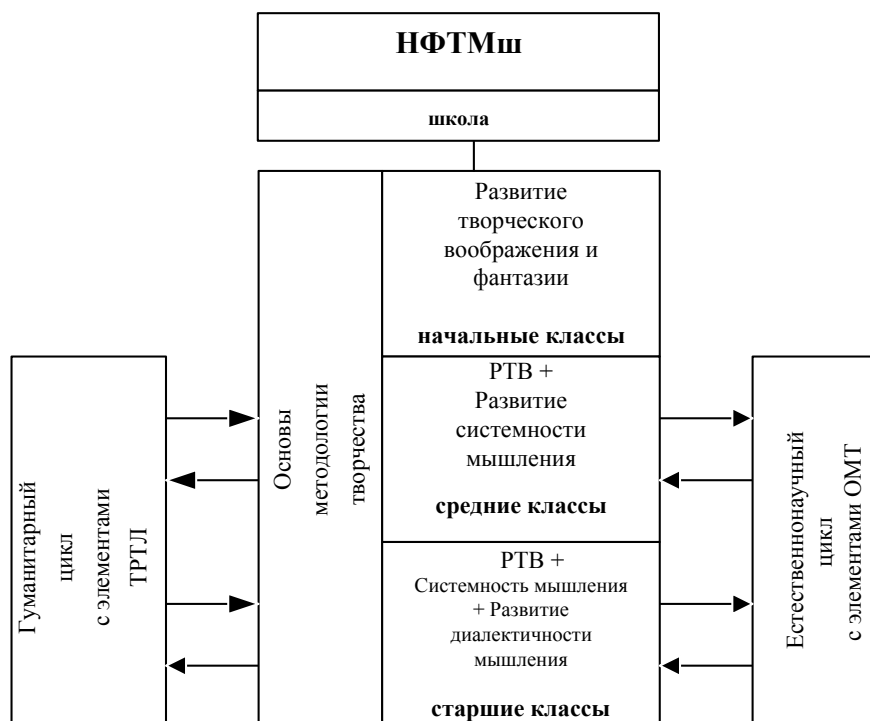 НФТМш
школа
Развитие
творческого
воображения и
фантазии
начальные классы
Основы
методологии
творчества
РТВ +
Развитие
системности
мышления
средние классы
РТВ +
Системность мышления
+ Развитие
диалектичности
мышления
старшие классы
Гуманитарный
цикл
с элементами
ТРТЛ
Естественнонаучный
цикл
с элементами ОМТ